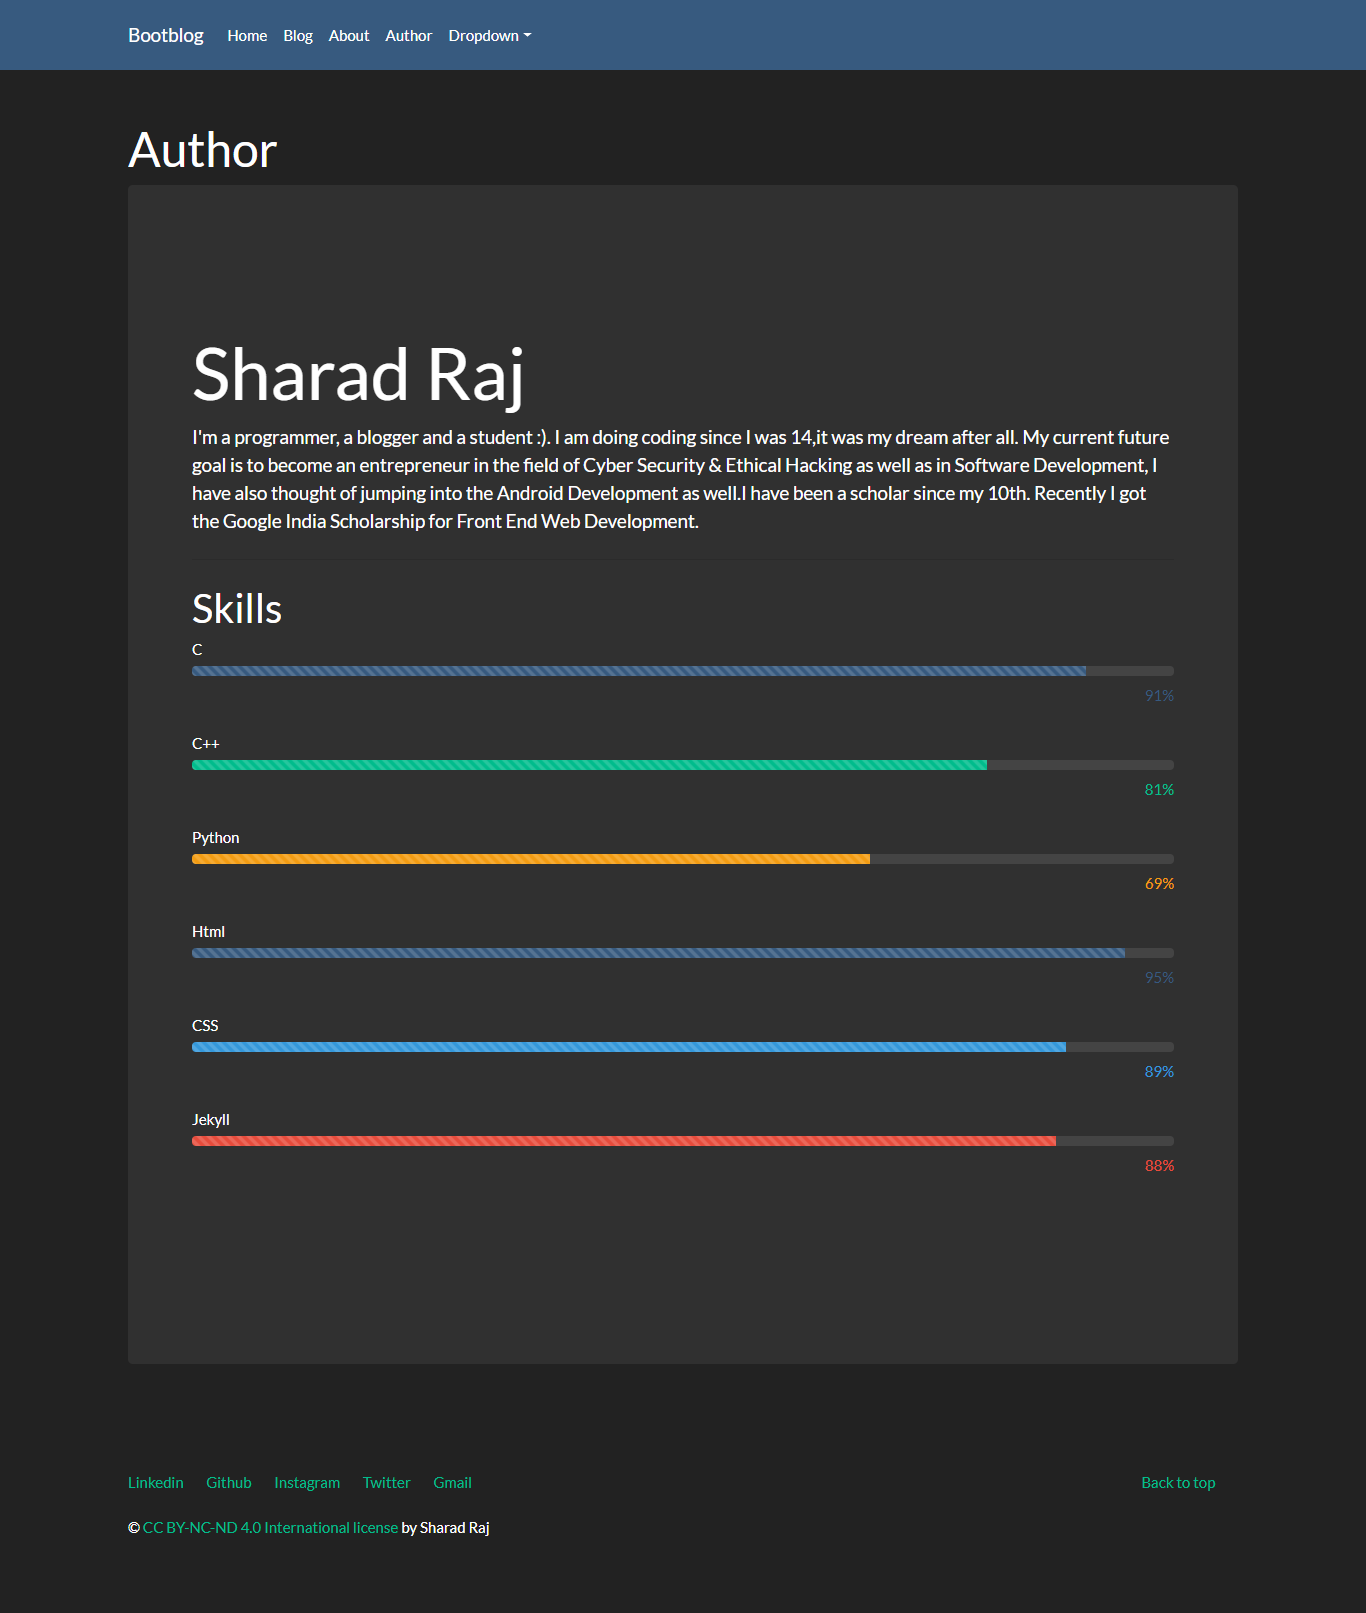 Bootblog Home Blog About Author Dropdown
Author
Sharad Raj
I'm a programmer, a blogger and a student :). I am doing coding since I was 14,it was my dream after all. My current future
goal is to become an entrepreneur in the field of Cyber Security & Ethical Hacking as well as in Software Development, I
have also thought of jumping into the Android Development as well.I have been a scholar since my 10th. Recently I got
the Google India Scholarship for Front End Web Development.
Skills
C
91%
C++
81%
Python
69%
Html
95%
CSS
89%
Jekyll
88%
Linkedin Github Instagram Twitter Gmail Back to top
© CC BY-NC-ND 4.0 International license by Sharad Raj